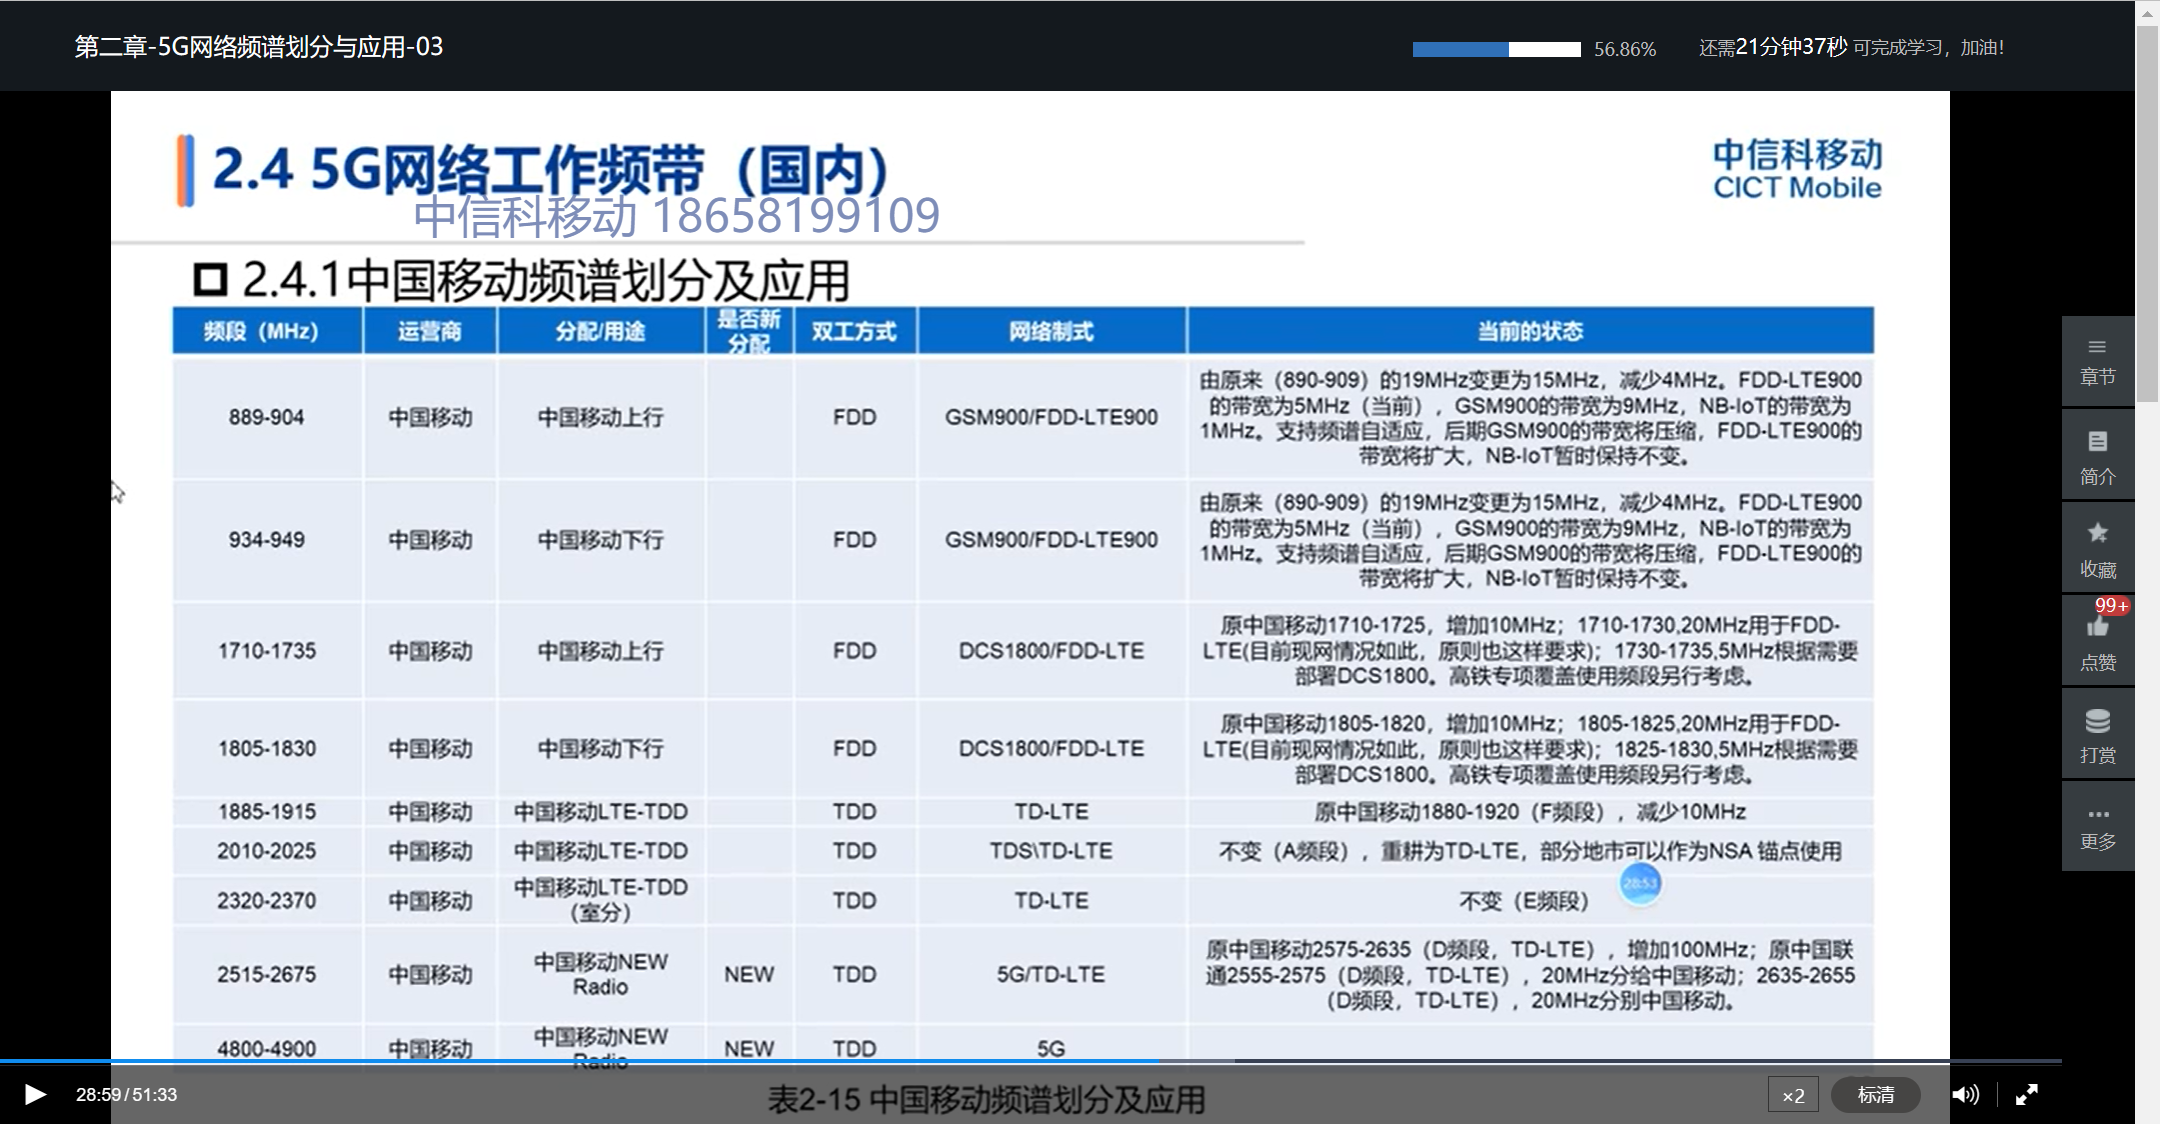 第二章-5G网络频谱划分与应用-03
56.86%
还需21分钟37秒 可完成学习，加油！
2.4 5G网络工作频带（国内）
中信科移动
CICT Mobile
中信科移动 18658199109
2.4.1中国移动频谱划分及应用
频段（MHz） 运营商 分配/用途 是否新分配 双工方式 网络制式 当前的状态
889-904 中国移动 中国移动上行 FDD GSM900/FDD-LTE900
由原来（890-909）的19MHz变更为15MHz，减少4MHz。FDD-LTE900
的带宽为5MHz（当前），GSM900的带宽为9MHz，NB-IoT的带宽为
1MHz。支持频谱自适应，后期GSM900的带宽将压缩，FDD-LTE900的
带宽将扩大，NB-IoT暂时保持不变。
934-949 中国移动 中国移动下行 FDD GSM900/FDD-LTE900
由原来（890-909）的19MHz变更为15MHz，减少4MHz。FDD-LTE900
的带宽为5MHz（当前），GSM900的带宽为9MHz，NB-IoT的带宽为
1MHz。支持频谱自适应，后期GSM900的带宽将压缩，FDD-LTE900的
带宽将扩大，NB-IoT暂时保持不变。
1710-1735 中国移动 中国移动上行 FDD DCS1800/FDD-LTE
原中国移动1710-1725，增加10MHz；1710-1730,20MHz用于FDD-
LTE(目前现网情况如此，原则也这样要求)；1730-1735,5MHz根据需要
部署DCS1800。高铁专项覆盖使用频段另行考虑。
1805-1830 中国移动 中国移动下行 FDD DCS1800/FDD-LTE
原中国移动1805-1820，增加10MHz；1805-1825,20MHz用于FDD-
LTE(目前现网情况如此，原则也这样要求)；1825-1830,5MHz根据需要
部署DCS1800。高铁专项覆盖使用频段另行考虑。
1885-1915 中国移动 中国移动LTE-TDD TDD TD-LTE 原中国移动1880-1920（F频段），减少10MHz
2010-2025 中国移动 中国移动LTE-TDD TDD TDS\TD-LTE 不变（A频段），重耕为TD-LTE，部分地市可以作为NSA 锚点使用
2320-2370 中国移动 中国移动LTE-TDD（室分） TDD TD-LTE 不变（E频段）
28:53
2515-2675 中国移动 中国移动NEW Radio NEW TDD 5G/TD-LTE
原中国移动2575-2635（D频段，TD-LTE），增加100MHz；原中国联
通2555-2575（D频段，TD-LTE），20MHz分给中国移动；2635-2655
（D频段，TD-LTE），20MHz分别中国移动。
4800-4900 中国移动 中国移动NEW Radio NEW TDD 5G
表2-15 中国移动频谱划分及应用
28:59/51:33
×2
标清
章节
简介
收藏
99+
点赞
打赏
更多